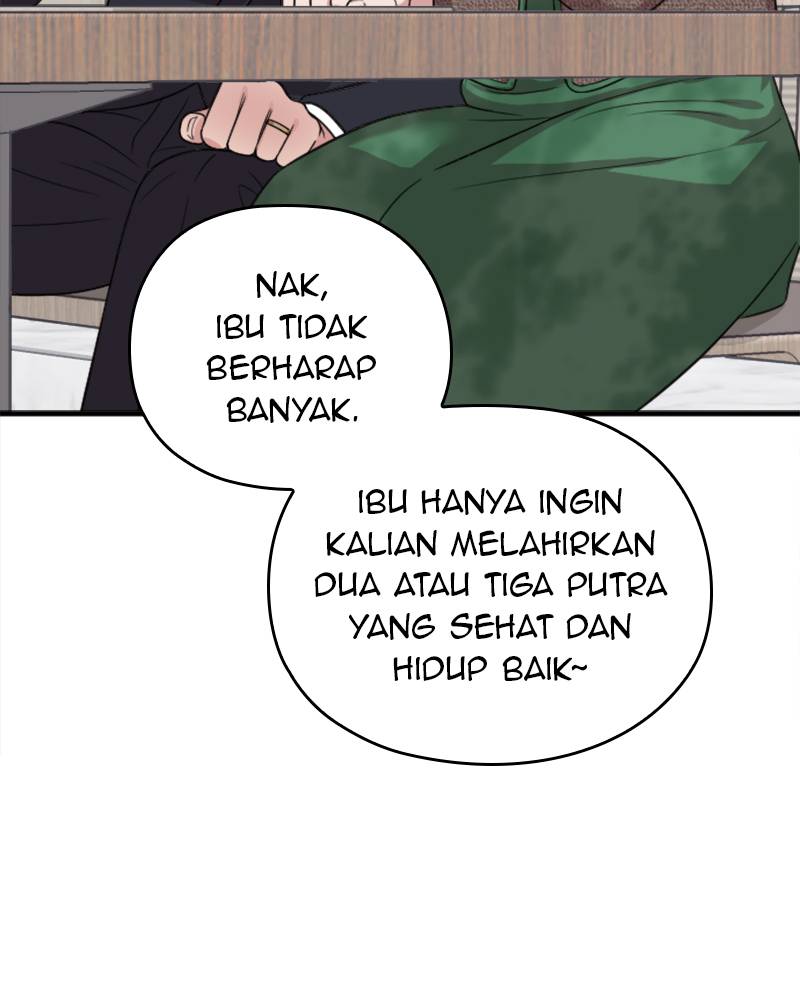 NAK,
IBU TIDAK
BERHARAP
BANYAK.
IBU HANYA INGIN
KALIAN MELAHIRKAN
DUA ATAU TIGA PUTRA
YANG SEHAT DAN
HIDUP BAIK~